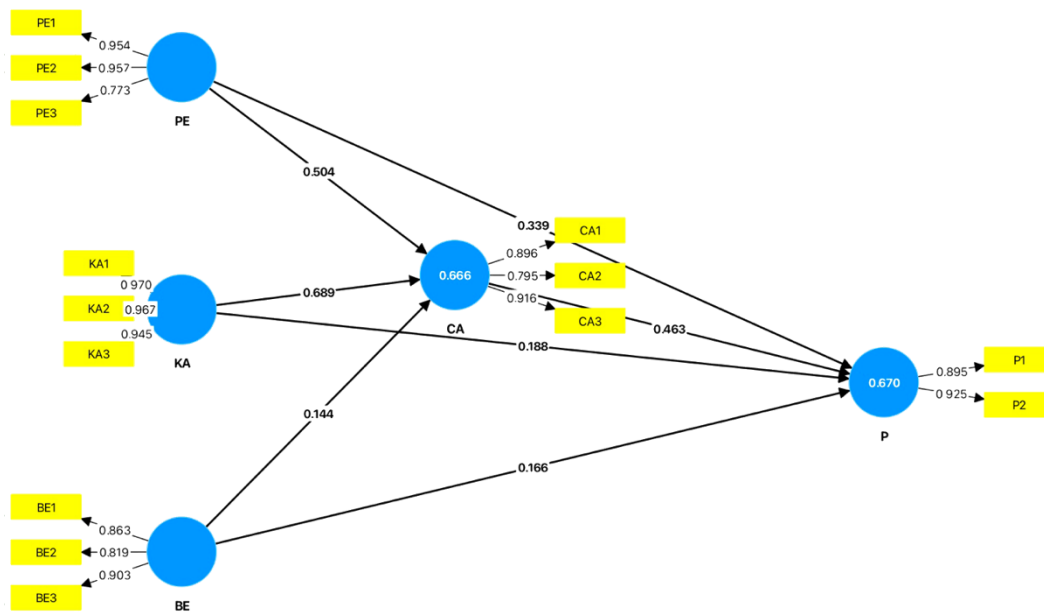 PE1
0.954
PE2
0.957
PE3
0.773
PE
0.504
0.339
KA1
0.970
KA2
0.967
KA3
0.945
KA
0.689
0.666
CA
0.896
CA1
0.795
CA2
0.916
CA3
0.463
0.188
0.144
0.670
P
0.895
P1
0.925
P2
0.166
BE1
0.863
BE2
0.819
BE3
0.903
BE